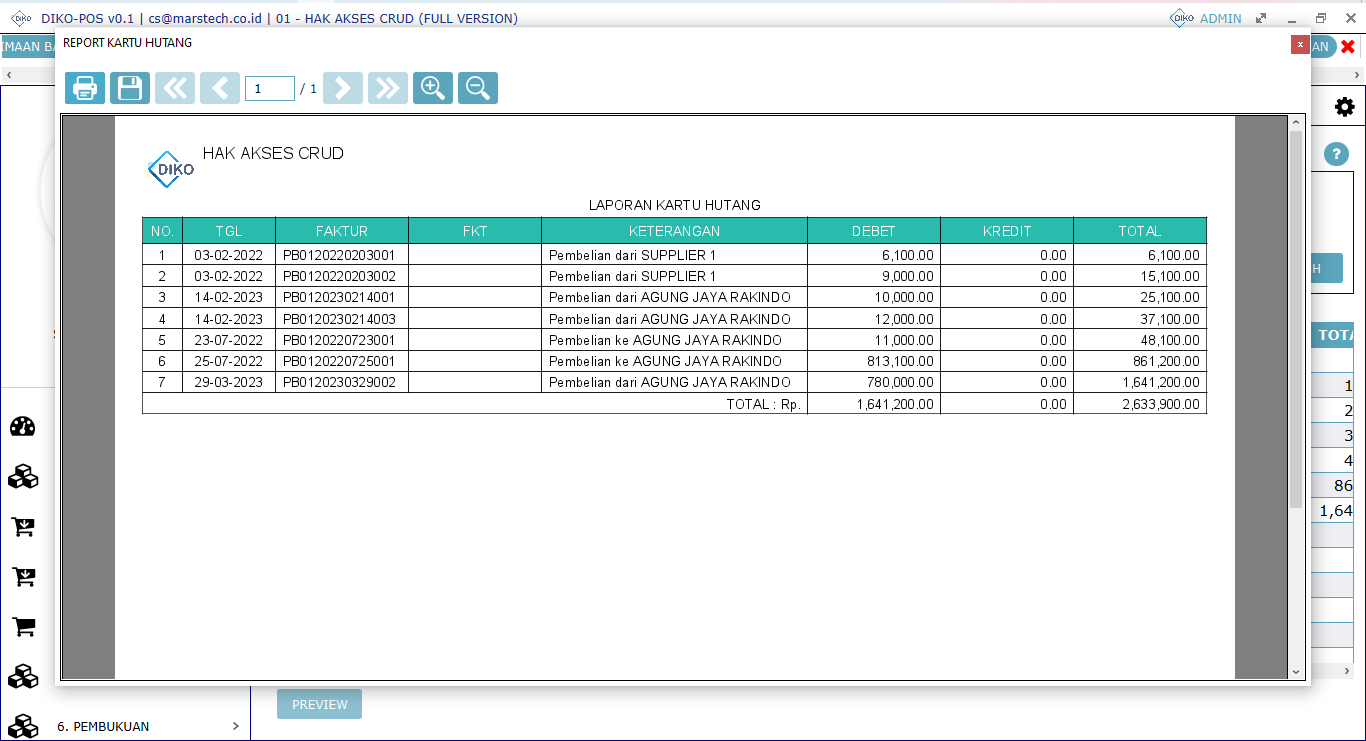 DIKO DIKO-POS v0.1 | cs@marstech.co.id | 01 - HAK AKSES CRUD (FULL VERSION) DIKO ADMIN
IMAAN BA
REPORT KARTU HUTANG x
AN
1 / 1
?
DIKO HAK AKSES CRUD
LAPORAN KARTU HUTANG
NO. TGL FAKTUR FKT KETERANGAN DEBET KREDIT TOTAL
1 03-02-2022 PB0120220203001 Pembelian dari SUPPLIER 1 6,100.00 0.00 6,100.00
2 03-02-2022 PB0120220203002 Pembelian dari SUPPLIER 1 9,000.00 0.00 15,100.00
3 14-02-2023 PB0120230214001 Pembelian dari AGUNG JAYA RAKINDO 10,000.00 0.00 25,100.00
4 14-02-2023 PB0120230214003 Pembelian dari AGUNG JAYA RAKINDO 12,000.00 0.00 37,100.00
5 23-07-2022 PB0120220723001 Pembelian ke AGUNG JAYA RAKINDO 11,000.00 0.00 48,100.00
6 25-07-2022 PB0120220725001 Pembelian ke AGUNG JAYA RAKINDO 813,100.00 0.00 861,200.00
7 29-03-2023 PB0120230329002 Pembelian dari AGUNG JAYA RAKINDO 780,000.00 0.00 1,641,200.00
TOTAL : Rp. 1,641,200.00 0.00 2,633,900.00
H
TOTA
1
2
3
4
86
1,64
PREVIEW
6. PEMBUKUAN